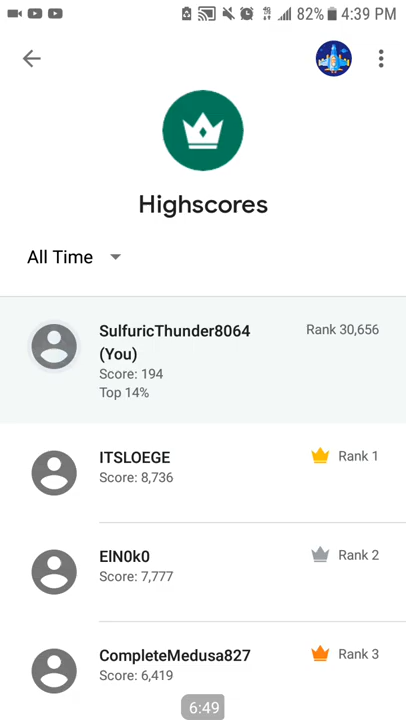 82% 4:39 PM
Highscores
All Time
SulfuricThunder8064 Rank 30,656
(You)
Score: 194
Top 14%
ITSLOEGE Rank 1
Score: 8,736
EIN0k0 Rank 2
Score: 7,777
CompleteMedusa827 Rank 3
Score: 6,419
6:49